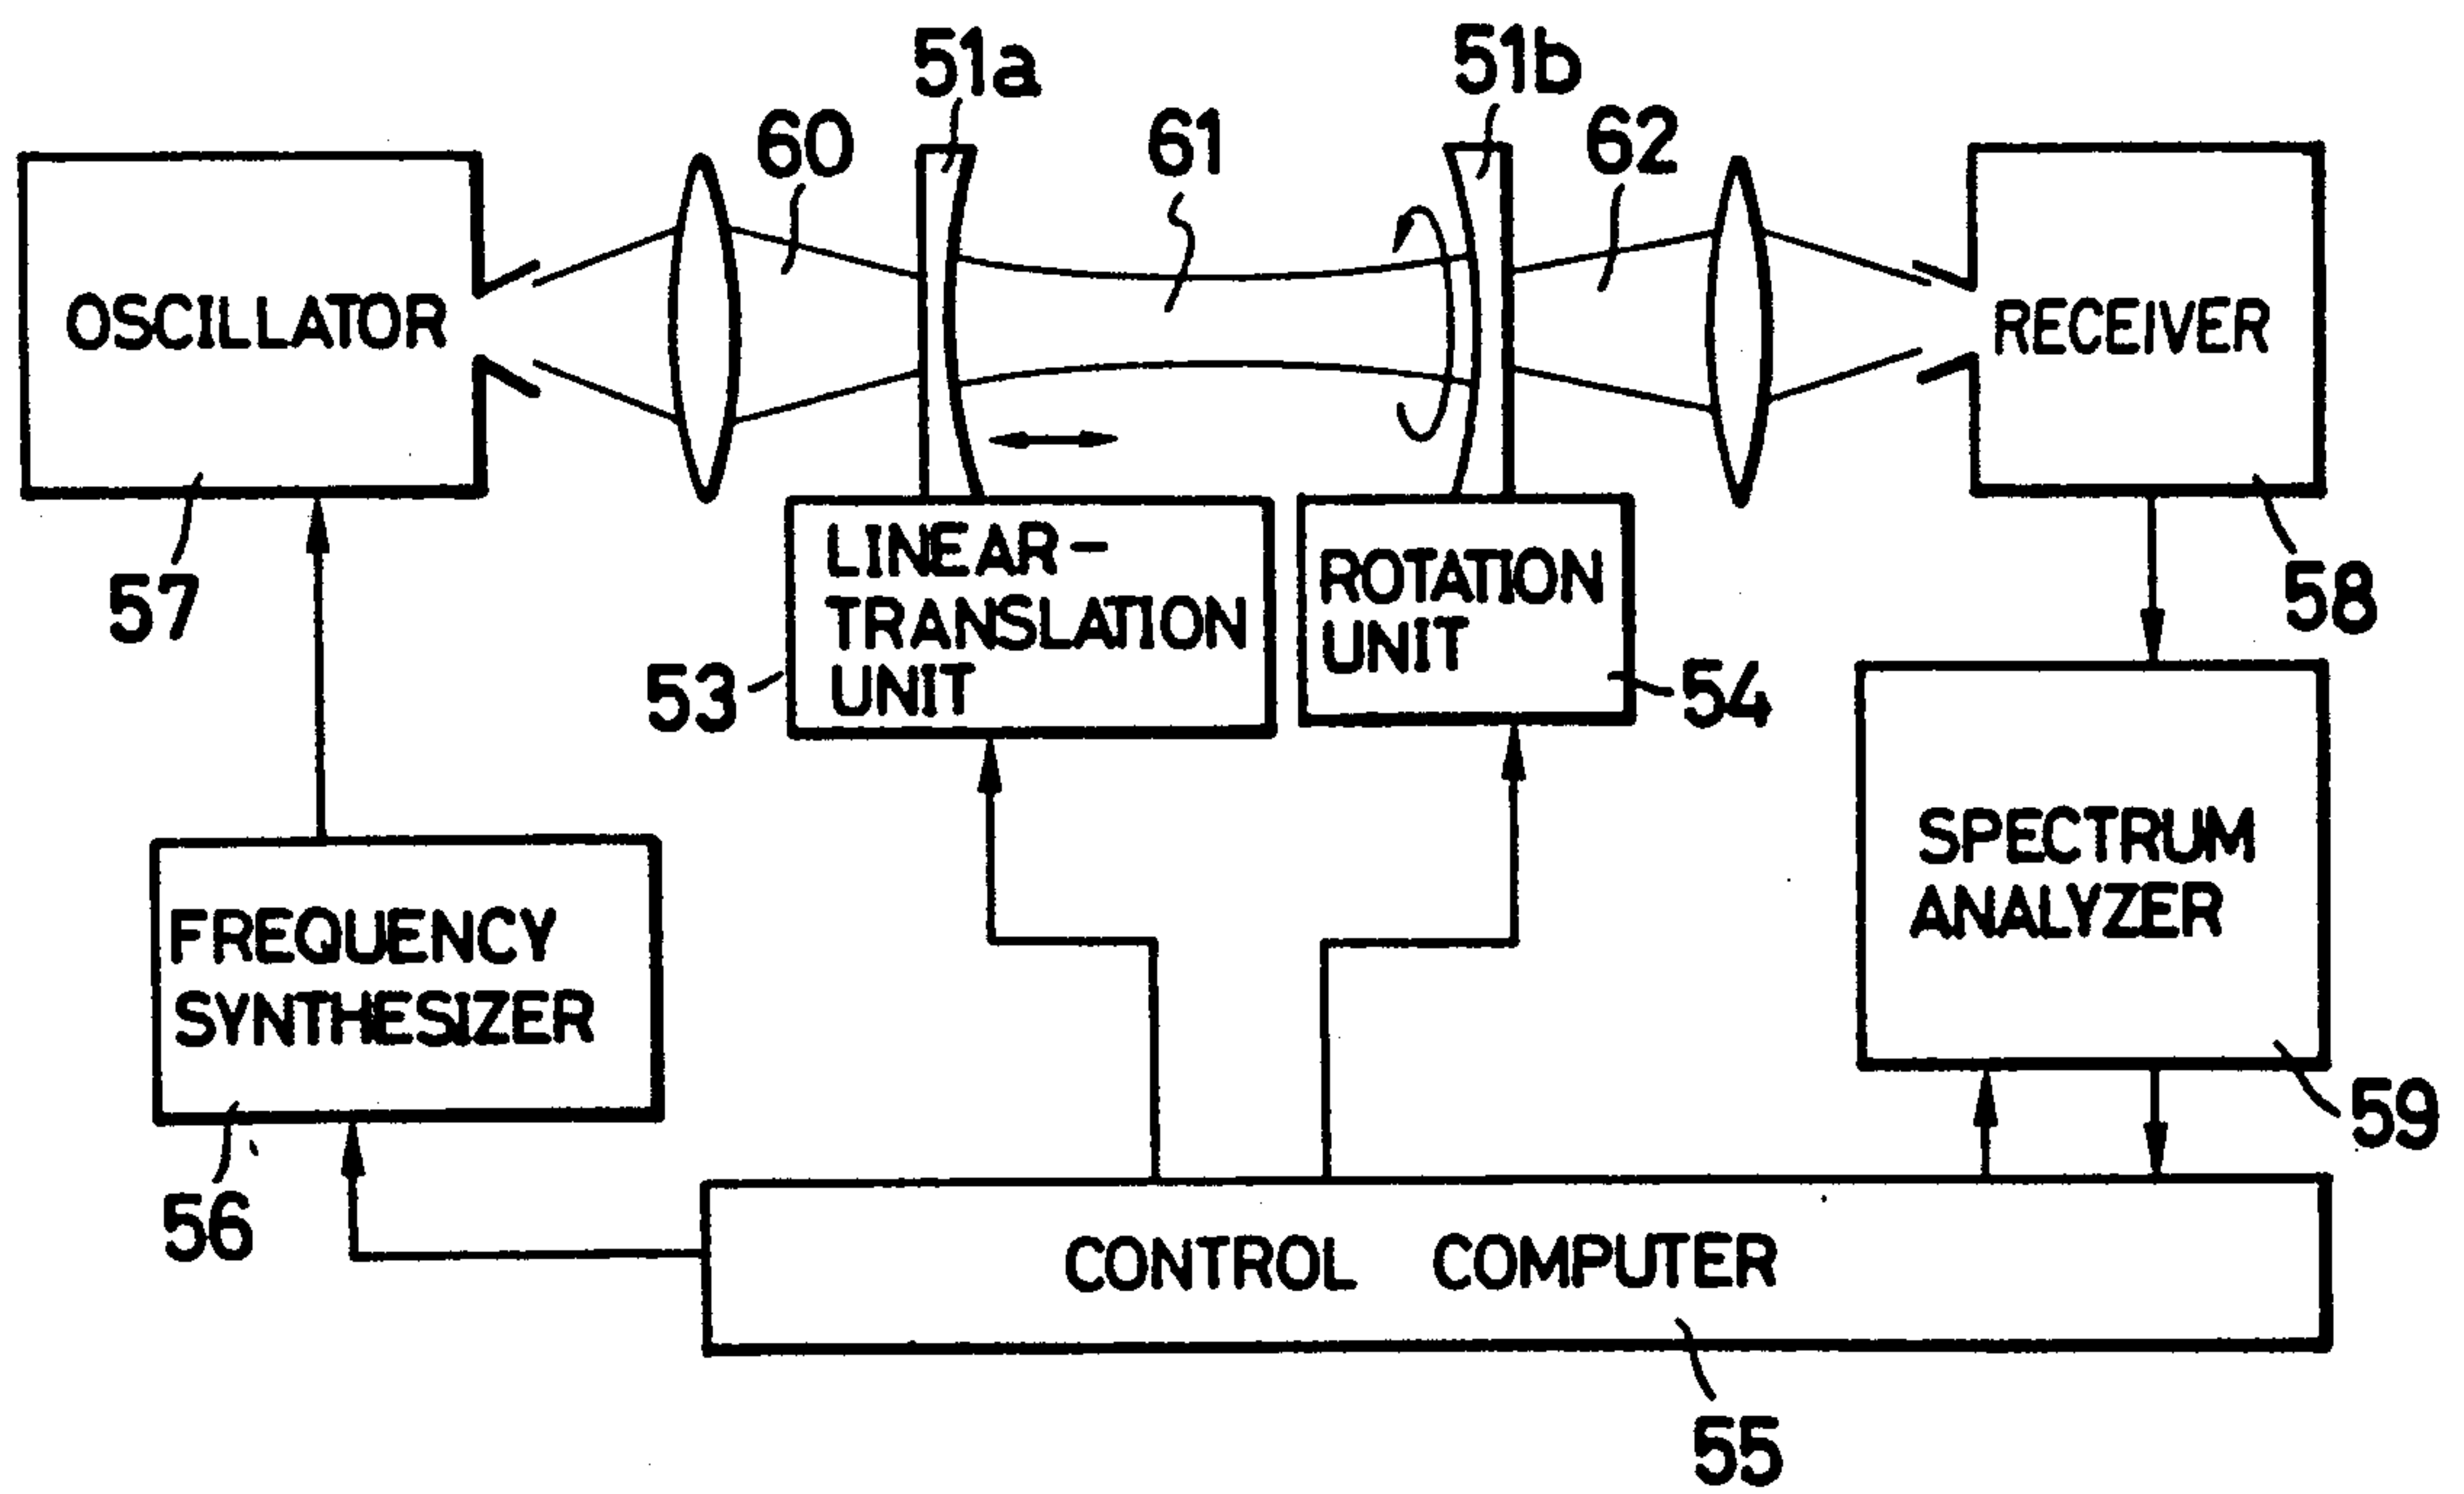 51a
51b
60
61
62
OSCILLATOR
RECEIVER
57
LINEAR-
TRANSLATION
UNIT
53
ROTATION
UNIT
54
58
FREQUENCY
SYNTHESIZER
56
SPECTRUM
ANALYZER
59
CONTROL COMPUTER
55